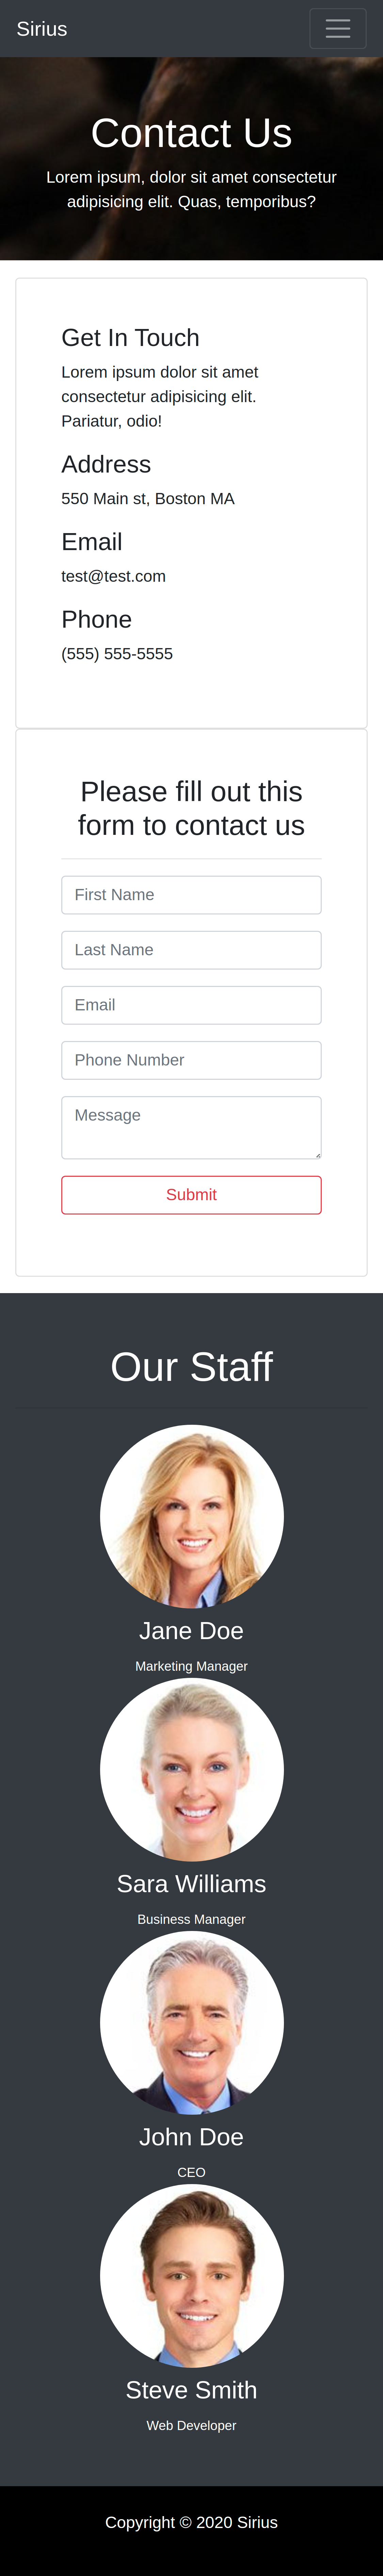 Sirius
Contact Us
Lorem ipsum, dolor sit amet consectetur
adipisicing elit. Quas, temporibus?
Get In Touch
Lorem ipsum dolor sit amet
consectetur adipisicing elit.
Pariatur, odio!
Address
550 Main st, Boston MA
Email
test@test.com
Phone
(555) 555-5555
Please fill out this
form to contact us
First Name
Last Name
Email
Phone Number
Message
Submit
Our Staff
Jane Doe
Marketing Manager
Sara Williams
Business Manager
John Doe
CEO
Steve Smith
Web Developer
Copyright © 2020 Sirius